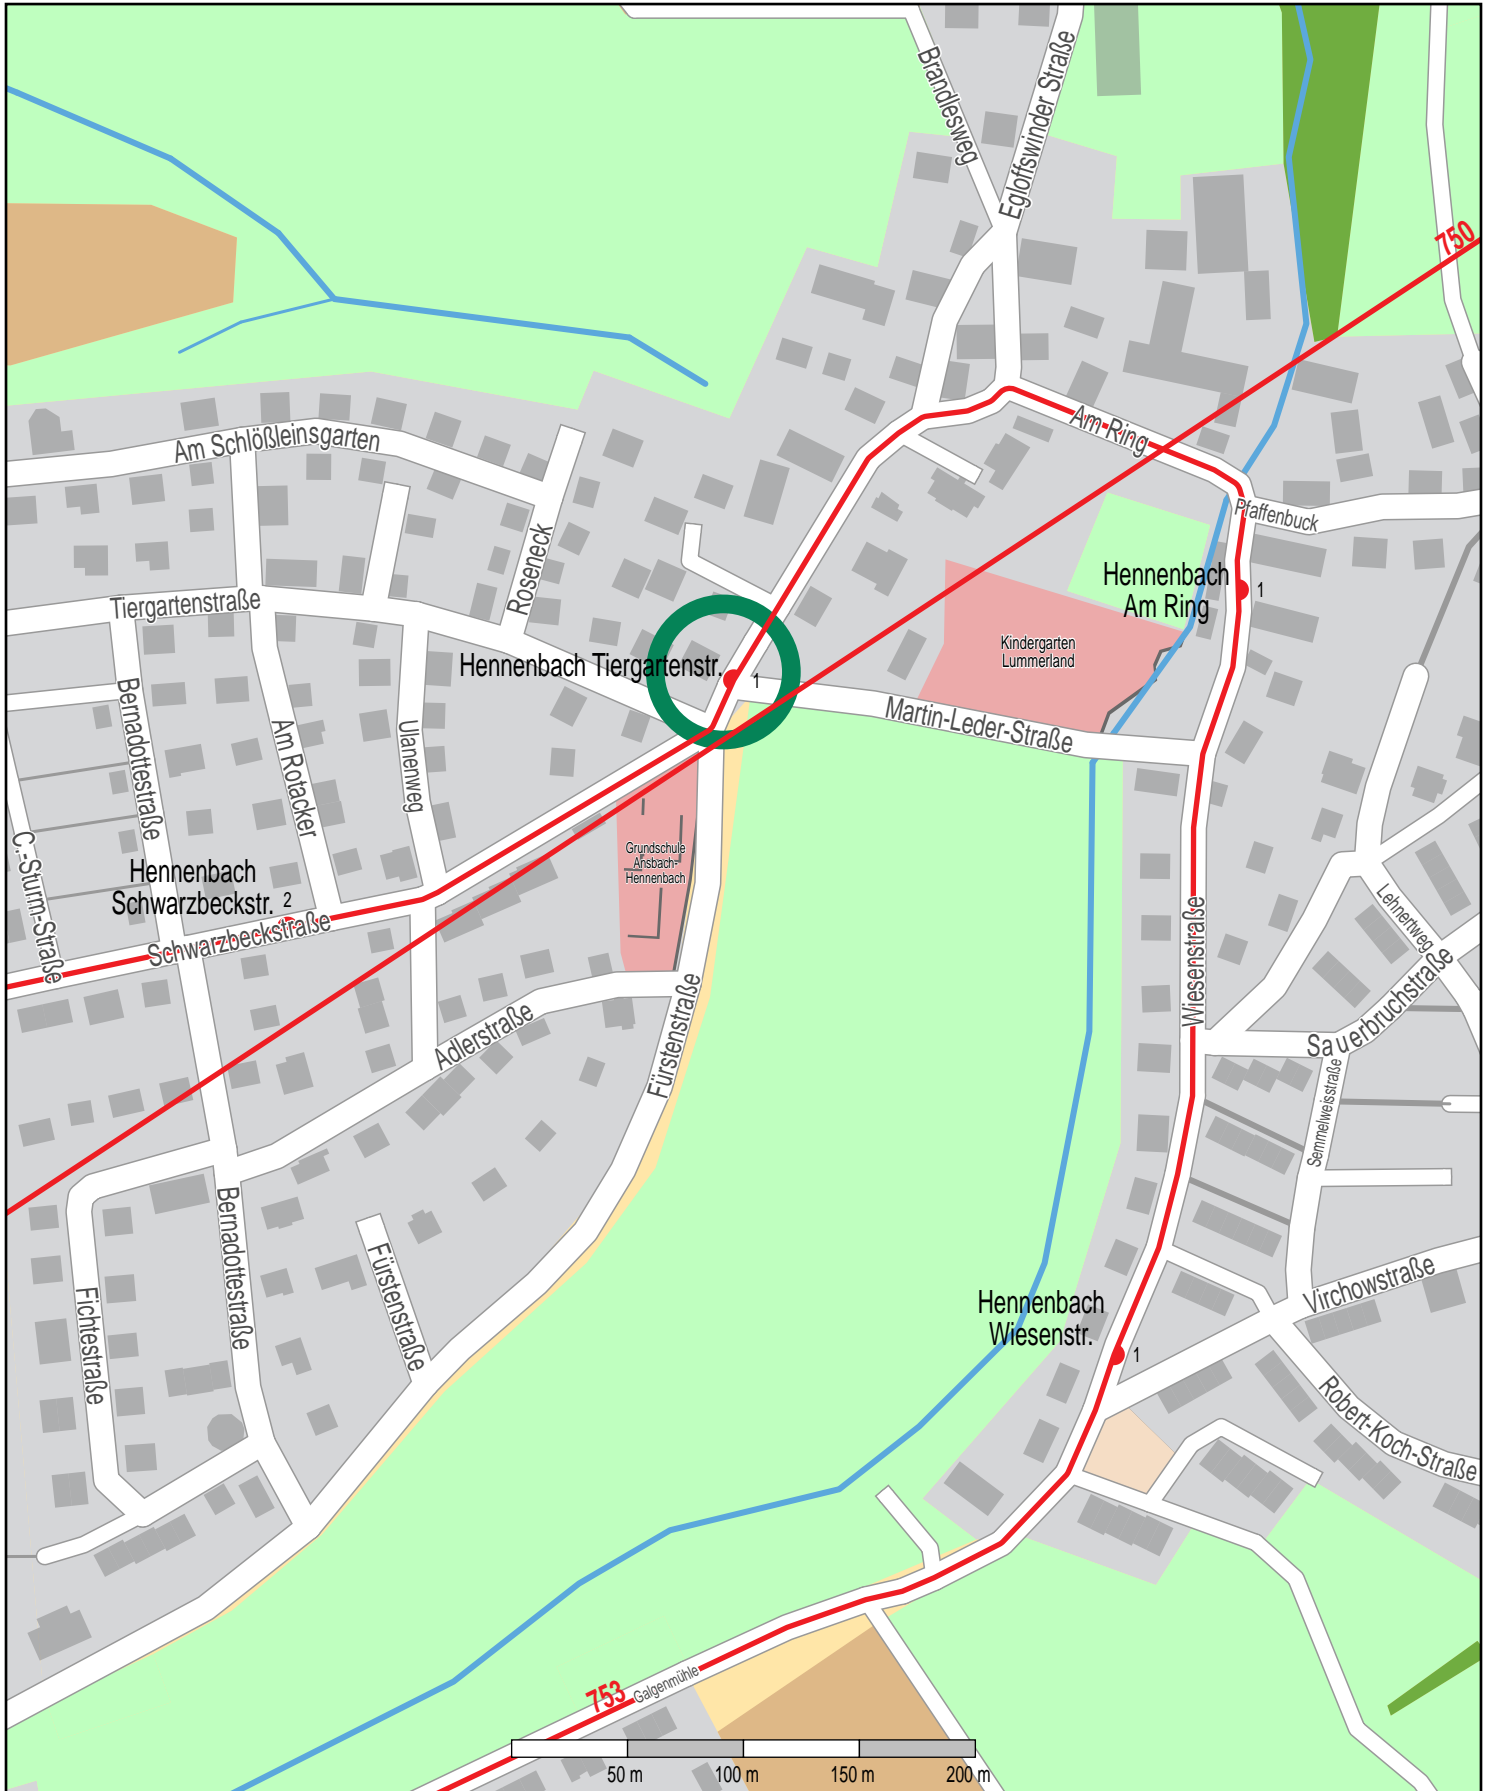 Brandlesweg
Egloffswinder Straße
750
Am Schlößleinsgarten
Am Ring
Pfaffenbuck
Roseneck
Tiergartenstraße
Hennenbach
Am Ring
1
Kindergarten
Lummerland
Hennenbach Tiergartenstr.
1
Martin-Leder-Straße
Bernadottestraße
Am Rotacker
Ulanenweg
C.-Sturm-Straße
Grundschule
Ansbach-
Hennenbach
Hennenbach
Schwarzbeckstr.
2
Schwarzbeckstraße
Lehnertweg
Wiesenstraße
Sauerbruchstraße
Adlerstraße
Fürstenstraße
Semmelweisstraße
Bernadottestraße
Fürstenstraße
Fichtestraße
Virchowstraße
Hennenbach
Wiesenstr.
1
Robert-Koch-Straße
753
Galgenmühle
50 m
100 m
150 m
200 m